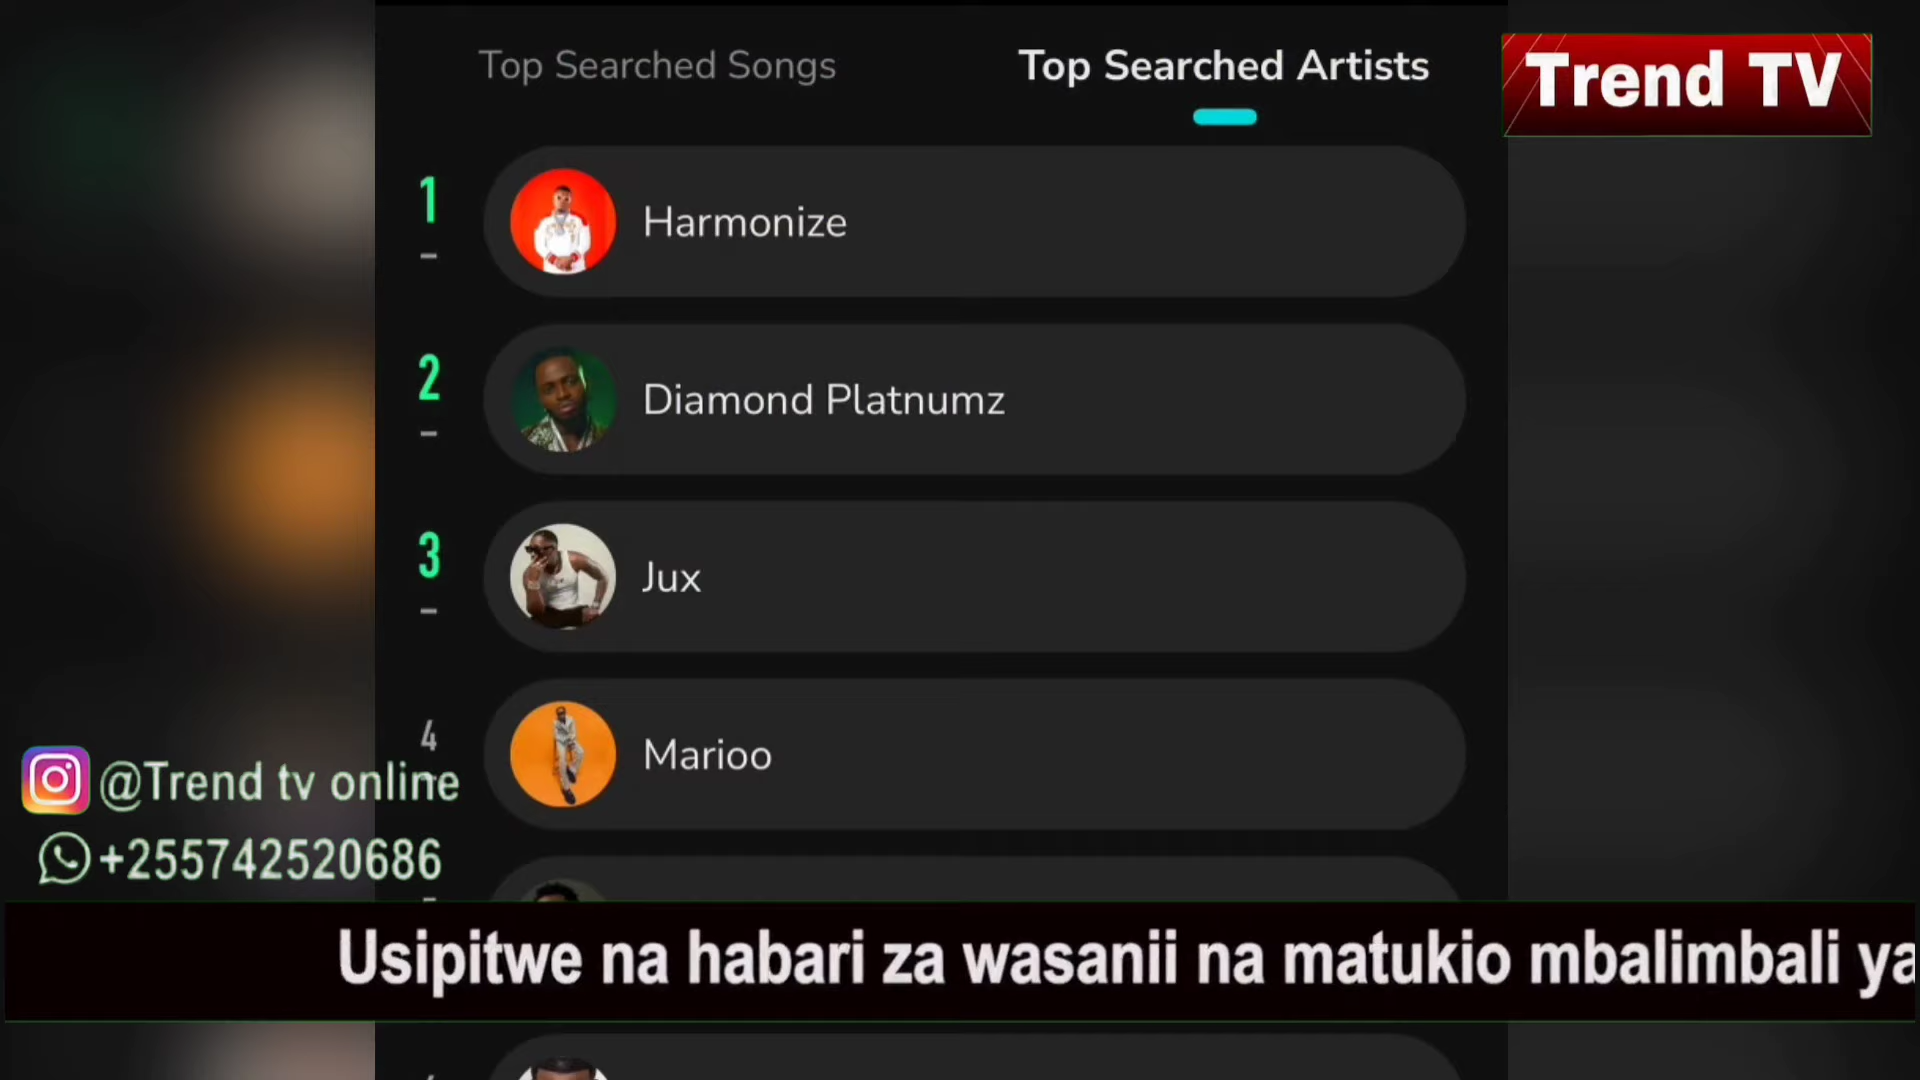 Top Searched Songs
Top Searched Artists
Trend TV
1
Harmonize
2
Diamond Platnumz
3
Jux
4
Marioo
@Trend tv online
+255742520686
Usipitwe na habari za wasanii na matukio mbalimbali ya